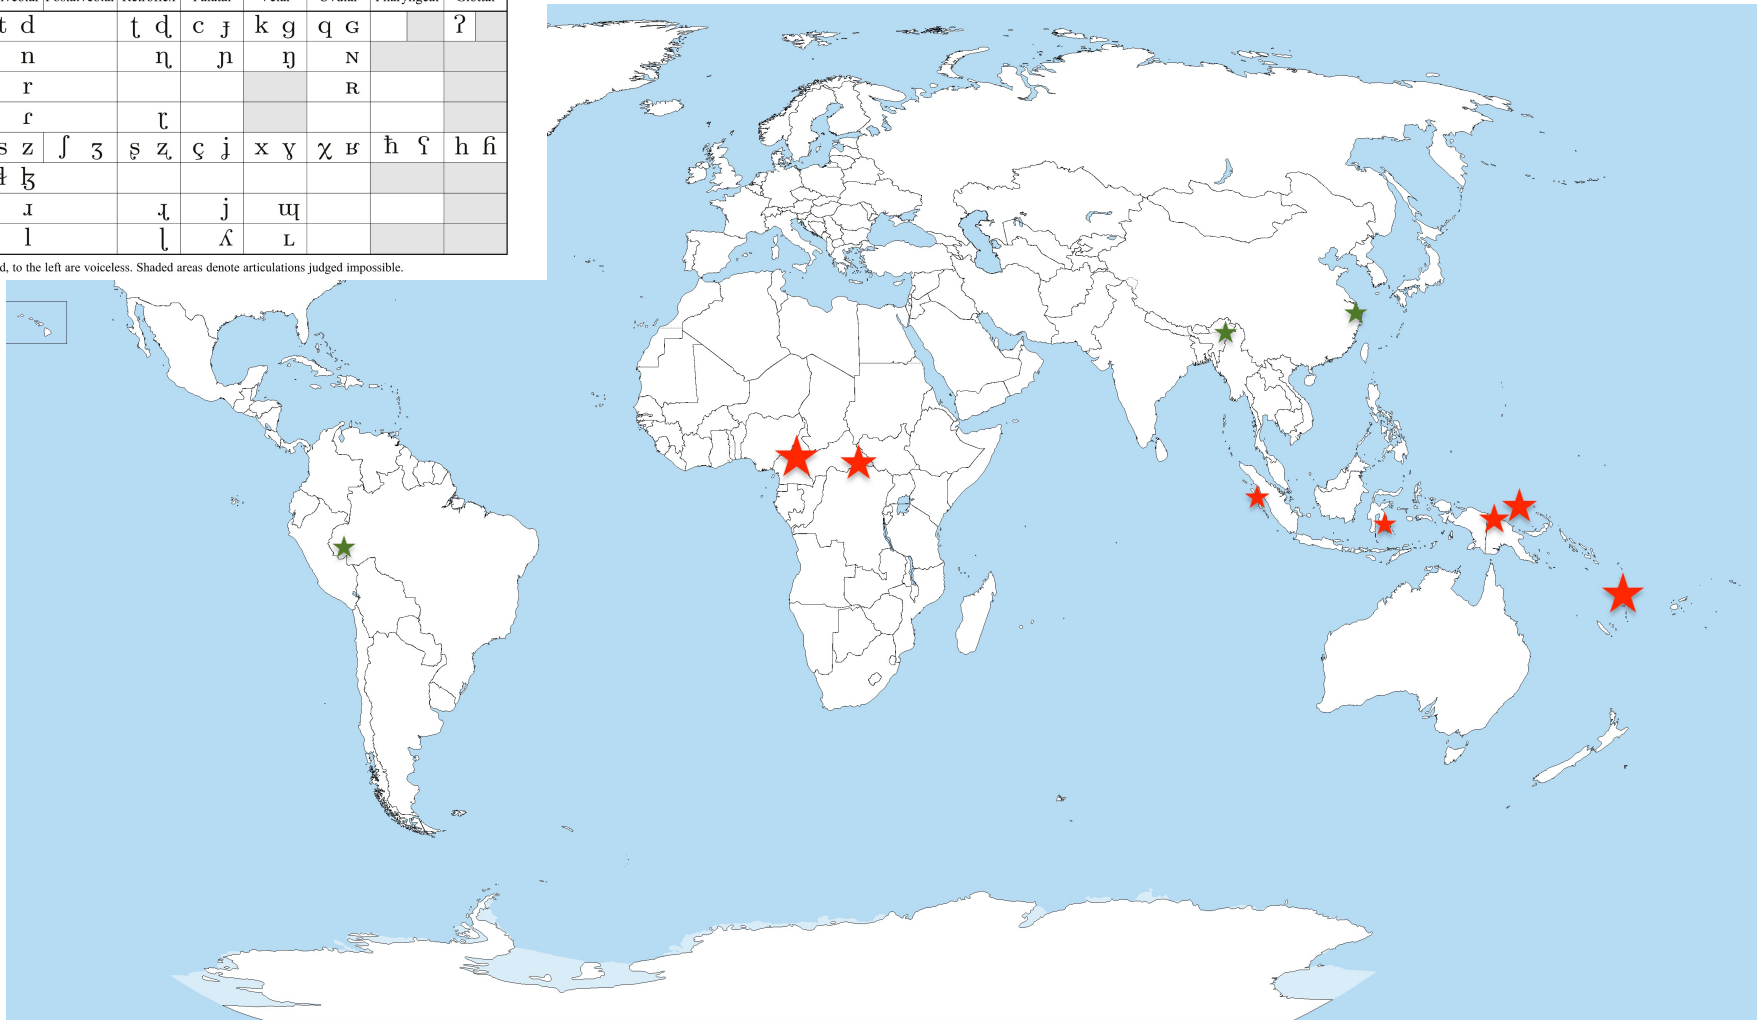 t d ʈ ɖ c ɟ k ɡ q ɢ ʔ
n ɳ ɲ ŋ ɴ
r ʀ
ɾ ɽ
s z ʃ ʒ ʂ ʐ ç ʝ x ɣ χ ʁ ħ ʕ h ɦ
ɬ ɮ
ɹ ɻ j ɰ
l ɭ ʎ ʟ
d, to the left are voiceless. Shaded areas denote articulations judged impossible.